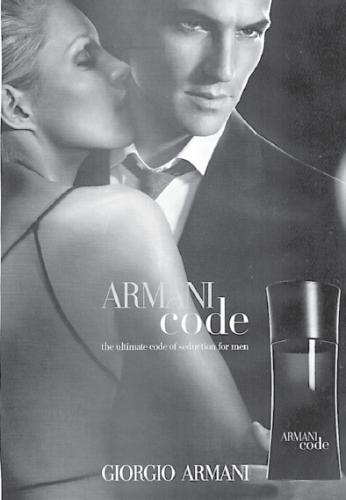 ARMANI
code
the ultimate code of seduction for men
ARMANI
code
GIORGIO ARMANI